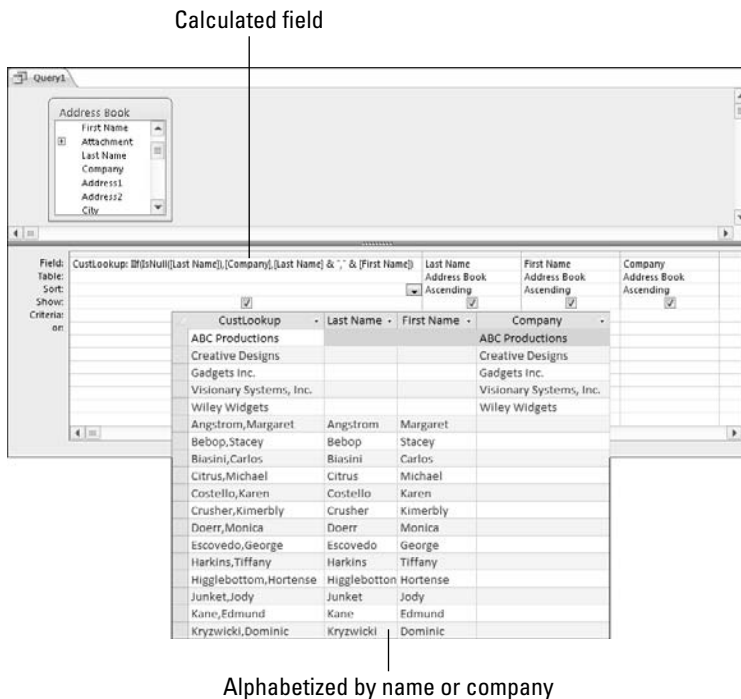 Calculated field
Query1
Address Book
First Name
Attachment
Last Name
Company
Address1
Address2
City
Field: CustLookup: IIf(IsNull([Last Name]),[Company],[Last Name] & "," & [First Name]) Last Name First Name Company
Table: Address Book Address Book Address Book
Sort: Ascending Ascending Ascending
Show:
Criteria:
or:
CustLookup Last Name First Name Company
ABC Productions ABC Productions
Creative Designs Creative Designs
Gadgets Inc. Gadgets Inc.
Visionary Systems, Inc. Visionary Systems, Inc.
Wiley Widgets Wiley Widgets
Angstrom,Margaret Angstrom Margaret
Bebop,Stacey Bebop Stacey
Biasini,Carlos Biasini Carlos
Citrus,Michael Citrus Michael
Costello,Karen Costello Karen
Crusher,Kimerbly Crusher Kimerbly
Doerr,Monica Doerr Monica
Escovedo,George Escovedo George
Harkins,Tiffany Harkins Tiffany
Higglebottom,Hortense Higglebotton Hortense
Junket,Jody Junket Jody
Kane,Edmund Kane Edmund
Kryzwicki,Dominic Kryzwicki Dominic
Alphabetized by name or company